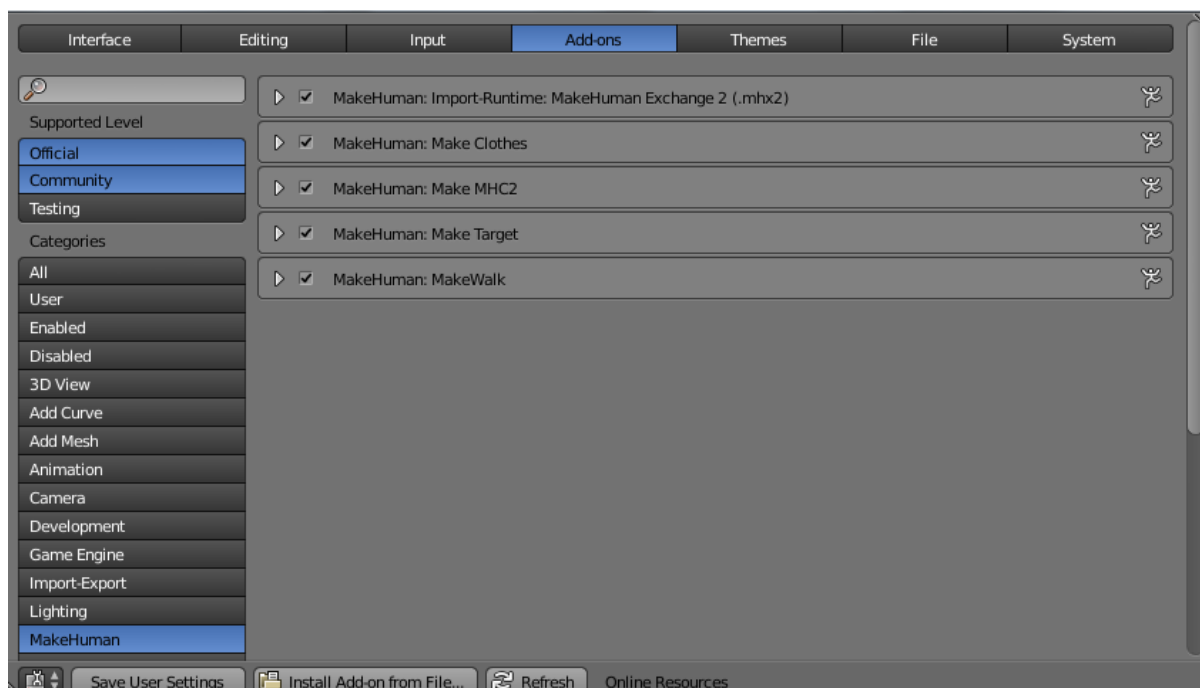 Interface Editing Input Add-ons Themes File System
Supported Level
Official
Community
Testing
Categories
All
User
Enabled
Disabled
3D View
Add Curve
Add Mesh
Animation
Camera
Development
Game Engine
Import-Export
Lighting
MakeHuman
MakeHuman: Import-Runtime: MakeHuman Exchange 2 (.mhx2)
MakeHuman: Make Clothes
MakeHuman: Make MHC2
MakeHuman: Make Target
MakeHuman: MakeWalk
Save User Settings Install Add-on from File... Refresh Online Resources